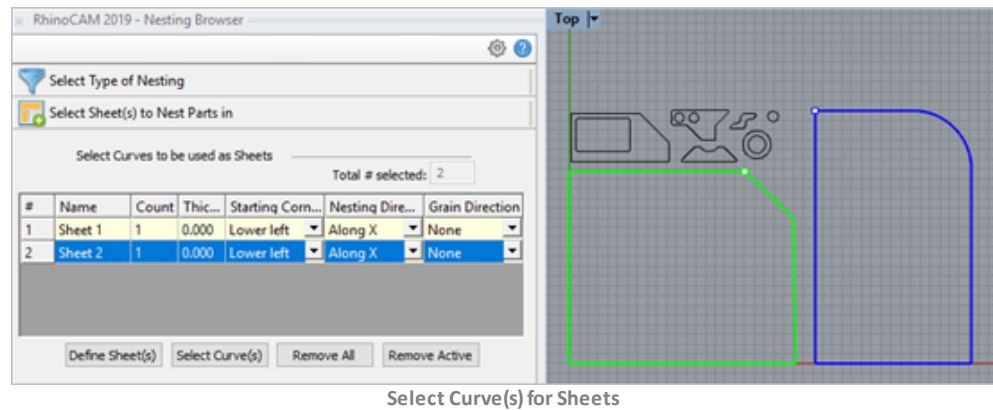 RhinoCAM 2019 - Nesting Browser
Top
Select Type of Nesting
Select Sheet(s) to Nest Parts in
Select Curves to be used as Sheets
Total # selected: 2
# Name Count Thic... Starting Corn... Nesting Dire... Grain Direction
1 Sheet 1 1 0.000 Lower left Along X None
2 Sheet 2 1 0.000 Lower left Along X None
Define Sheet(s) Select Curve(s) Remove All Remove Active
Select Curve(s) for Sheets